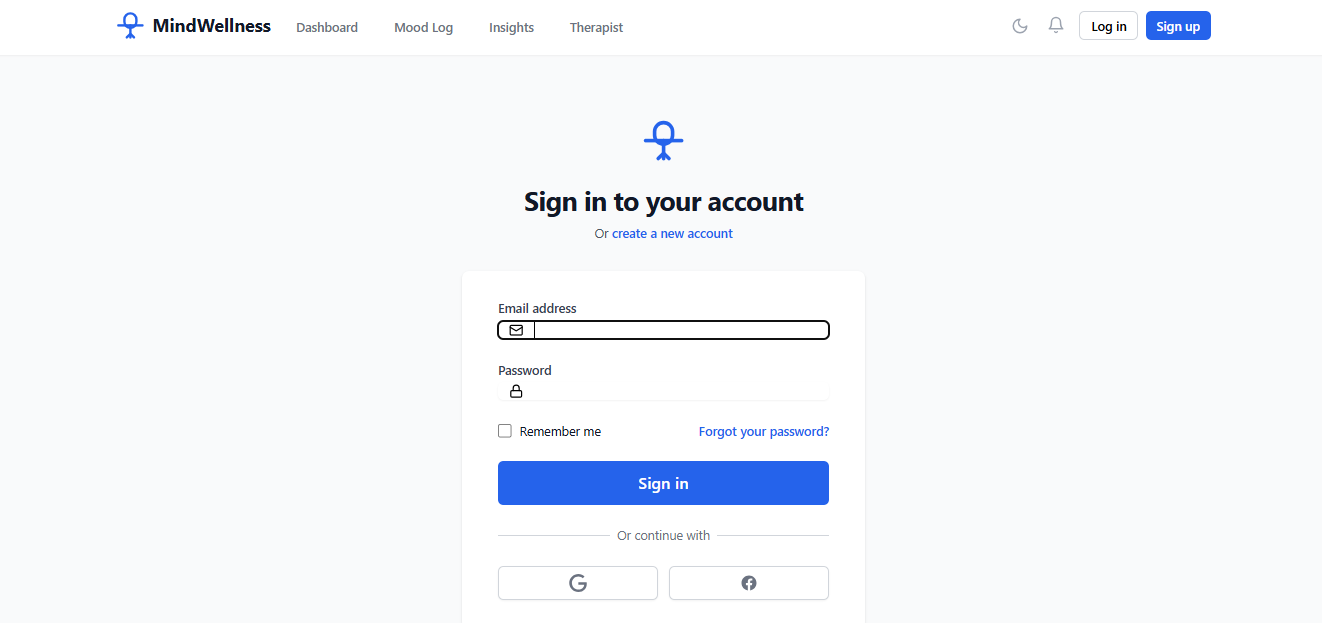 MindWellness Dashboard Mood Log Insights Therapist Log in Sign up
Sign in to your account
Or create a new account
Email address
Password
Remember me Forgot your password?
Sign in
Or continue with